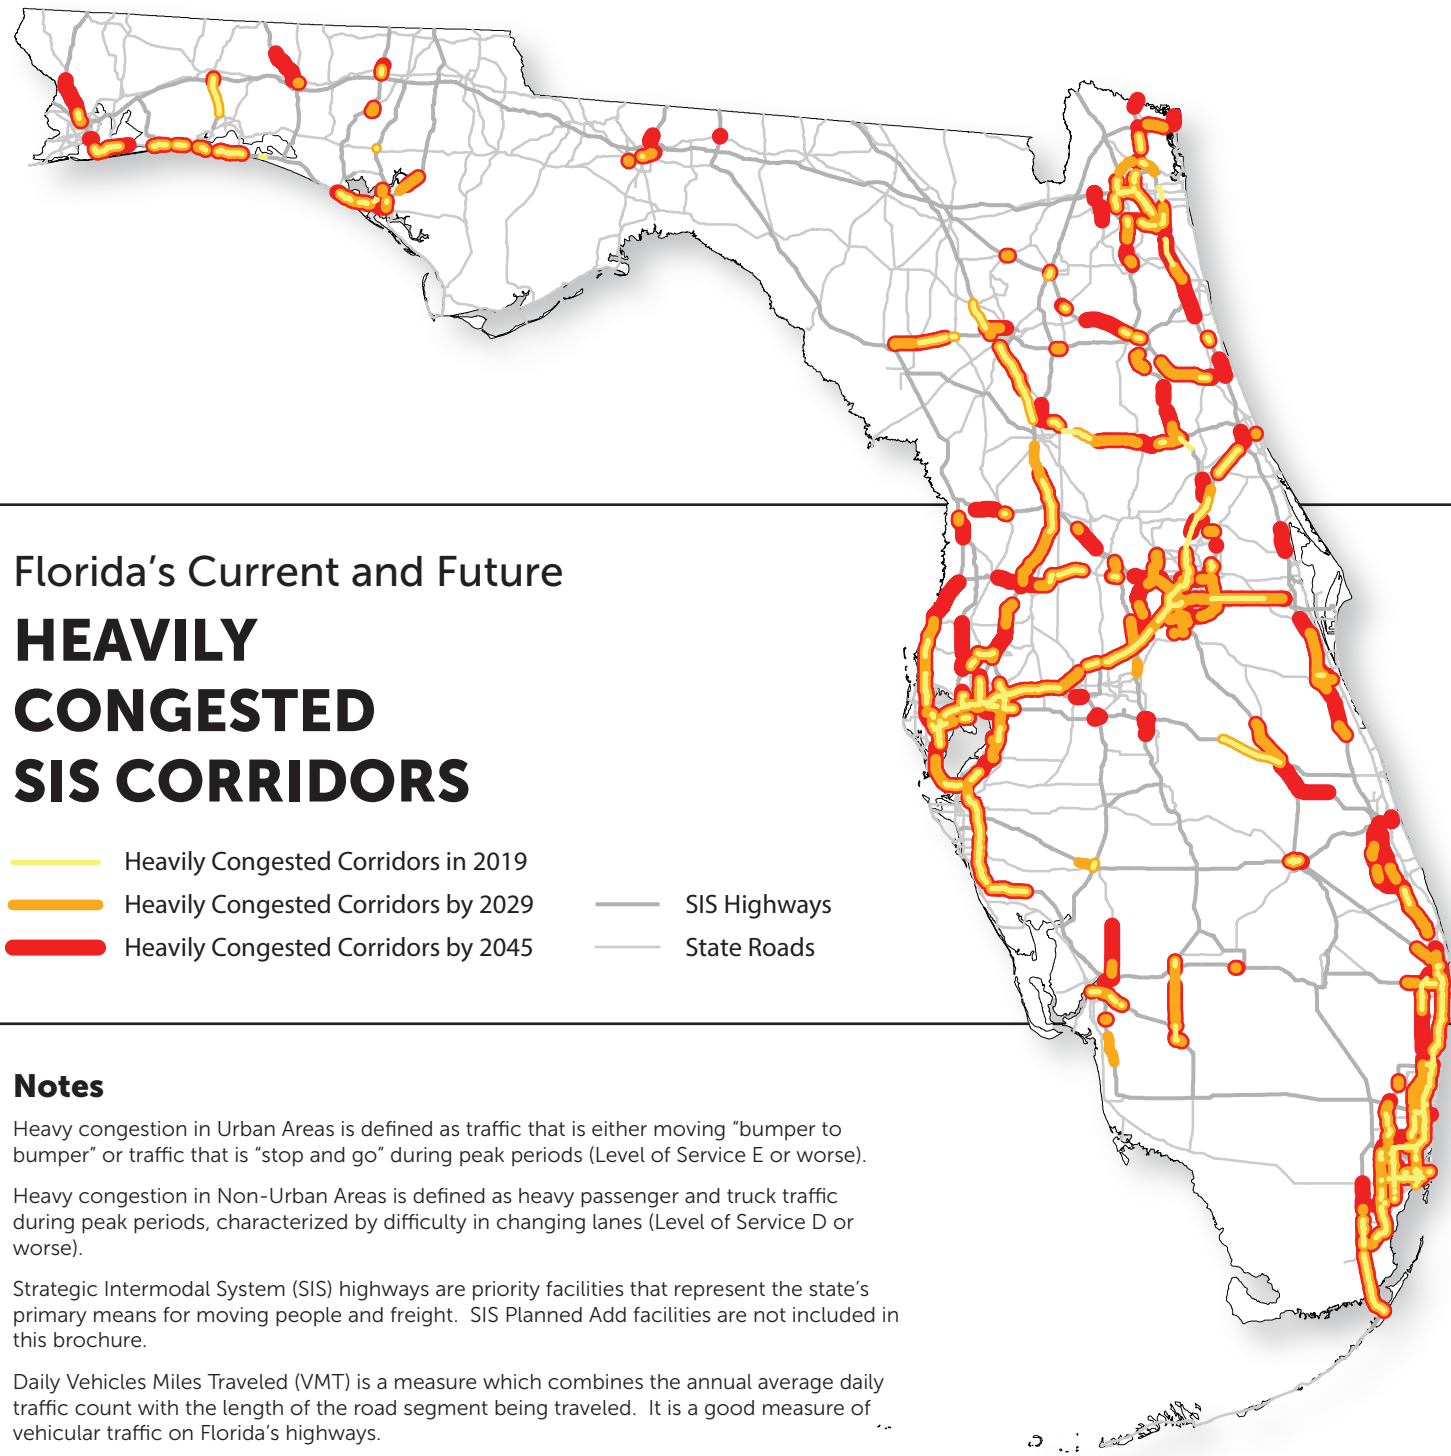 Florida's Current and Future
HEAVILY
CONGESTED
SIS CORRIDORS
Heavily Congested Corridors in 2019
Heavily Congested Corridors by 2029
Heavily Congested Corridors by 2045
SIS Highways
State Roads
Notes
Heavy congestion in Urban Areas is defined as traffic that is either moving “bumper to
bumper” or traffic that is “stop and go” during peak periods (Level of Service E or worse).
Heavy congestion in Non-Urban Areas is defined as heavy passenger and truck traffic
during peak periods, characterized by difficulty in changing lanes (Level of Service D or
worse).
Strategic Intermodal System (SIS) highways are priority facilities that represent the state’s
primary means for moving people and freight.  SIS Planned Add facilities are not included in
this brochure.
Daily Vehicles Miles Traveled (VMT) is a measure which combines the annual average daily
traffic count with the length of the road segment being traveled.  It is a good measure of
vehicular traffic on Florida’s highways.